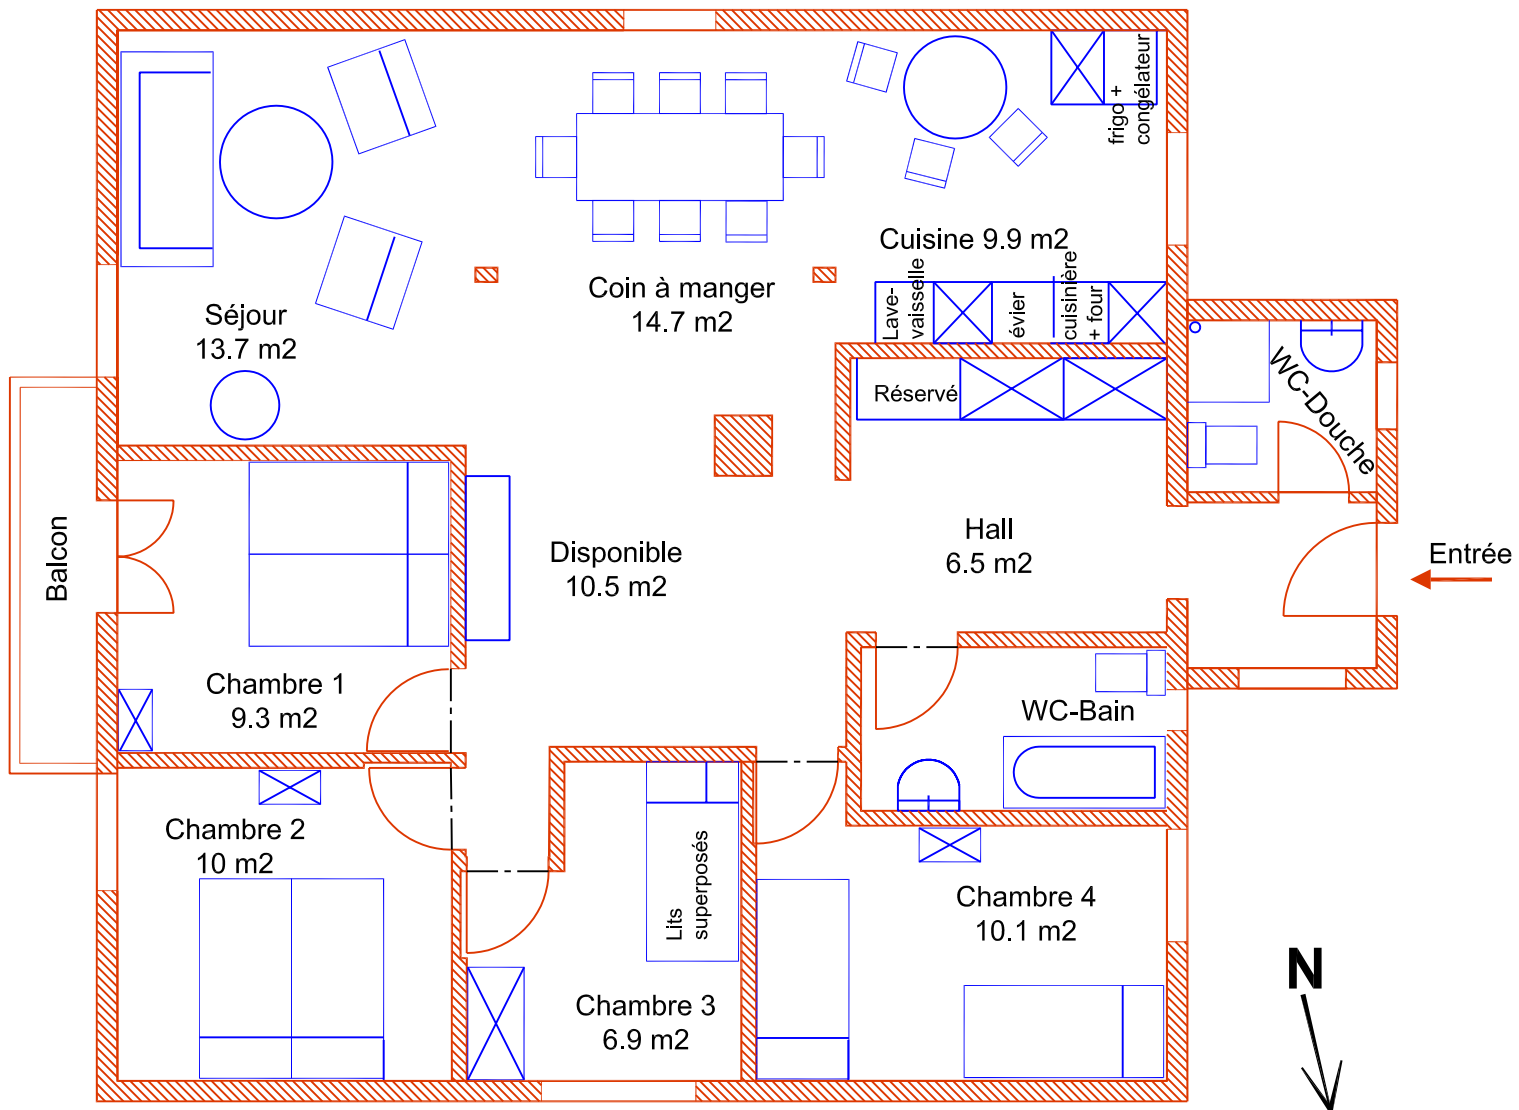 frigo +
congélateur
Cuisine 9.9 m2
Lave-
vaisselle
évier
cuisinière
+ four
Coin à manger
14.7 m2
Séjour
13.7 m2
Réservé
WC-Douche
Balcon
Disponible
10.5 m2
Hall
6.5 m2
Entrée
Chambre 1
9.3 m2
WC-Bain
Chambre 2
10 m2
Lits
superposés
Chambre 4
10.1 m2
Chambre 3
6.9 m2
N